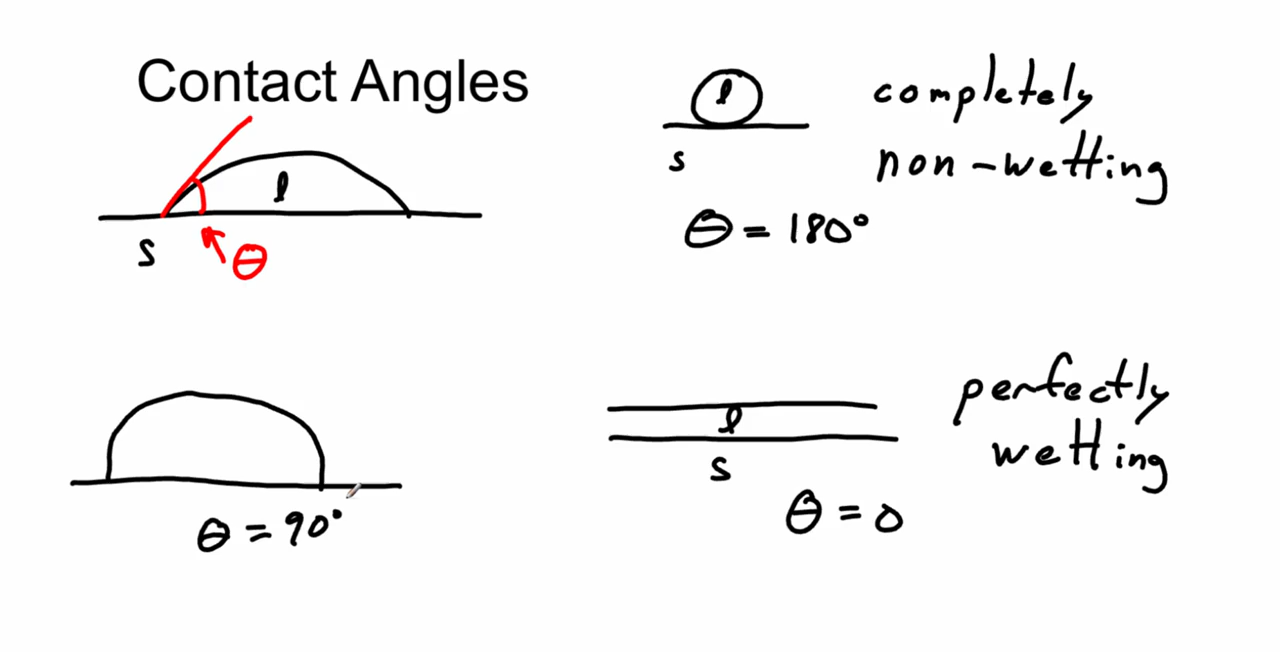 Contact Angles
l
s
θ
l
s
completely
non-wetting
θ = 180°
θ = 90°
l
s
perfectly
wetting
θ = 0